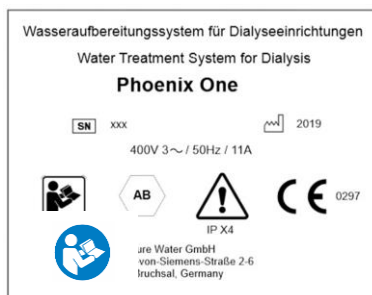 Wasseraufbereitungssystem für Dialyseeinrichtungen
Water Treatment System for Dialysis
Phoenix One
SN xxx 2019
400V 3~ / 50Hz / 11A
AB
CE 0297
IP X4
ure Water GmbH
von-Siemens-Straße 2-6
ruchsal, Germany